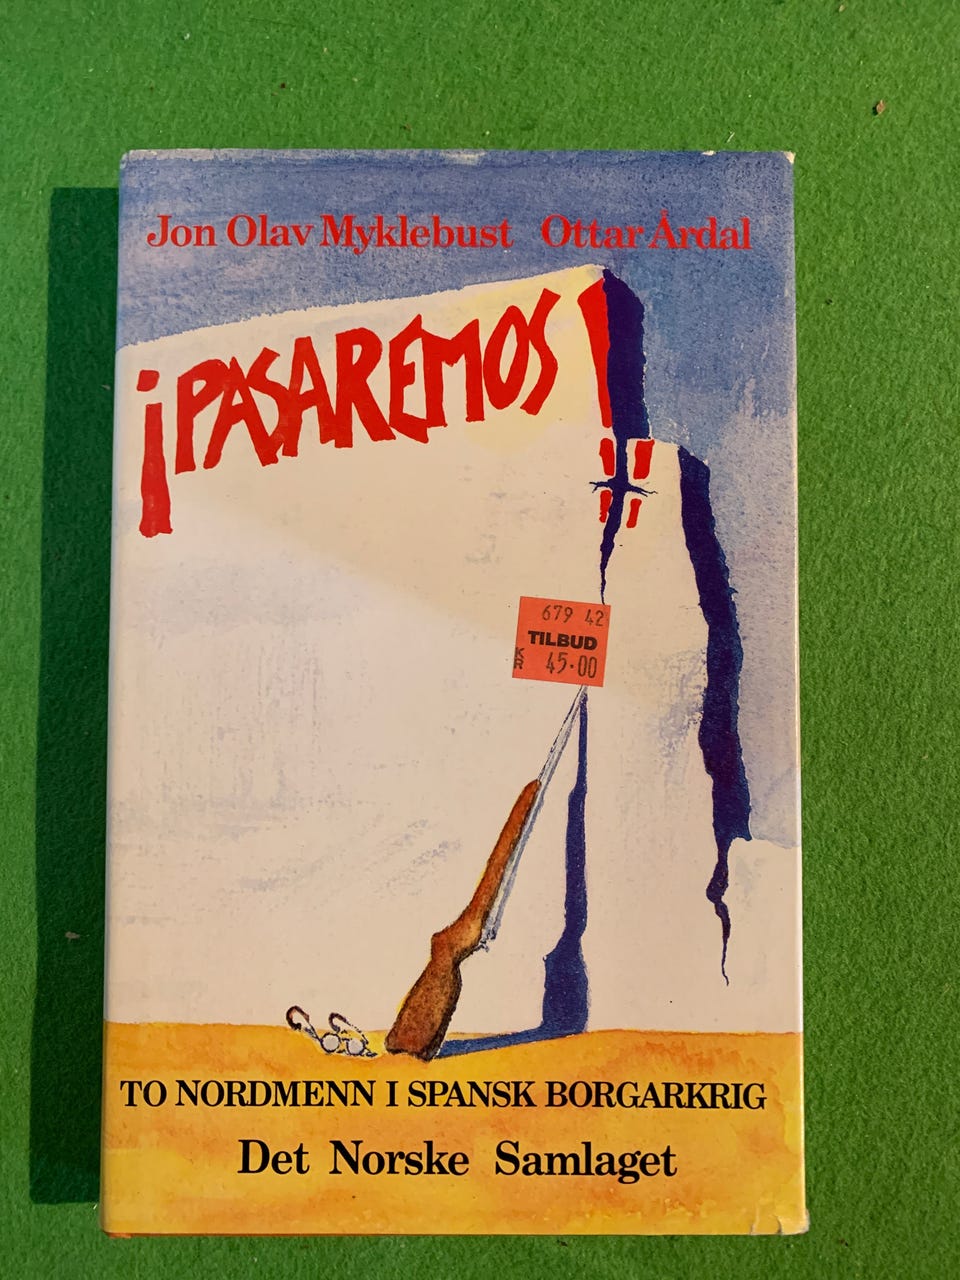 Jon Olav Myklebust Ottar Årdal
¡PASAREMOS!
679 42
TILBUD
KR 45.00
TO NORDMENN I SPANSK BORGARKRIG
Det Norske Samlaget